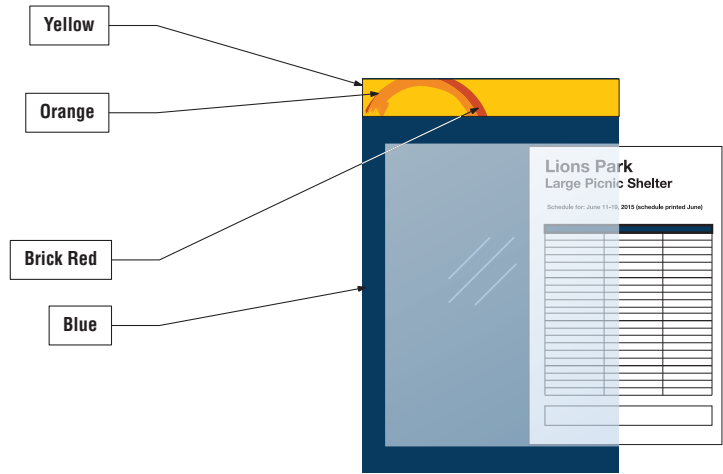 Yellow
Orange
Brick Red
Blue
Lions Park
Large Picnic Shelter
Schedule for: June 11-19, 2015 (schedule printed June)